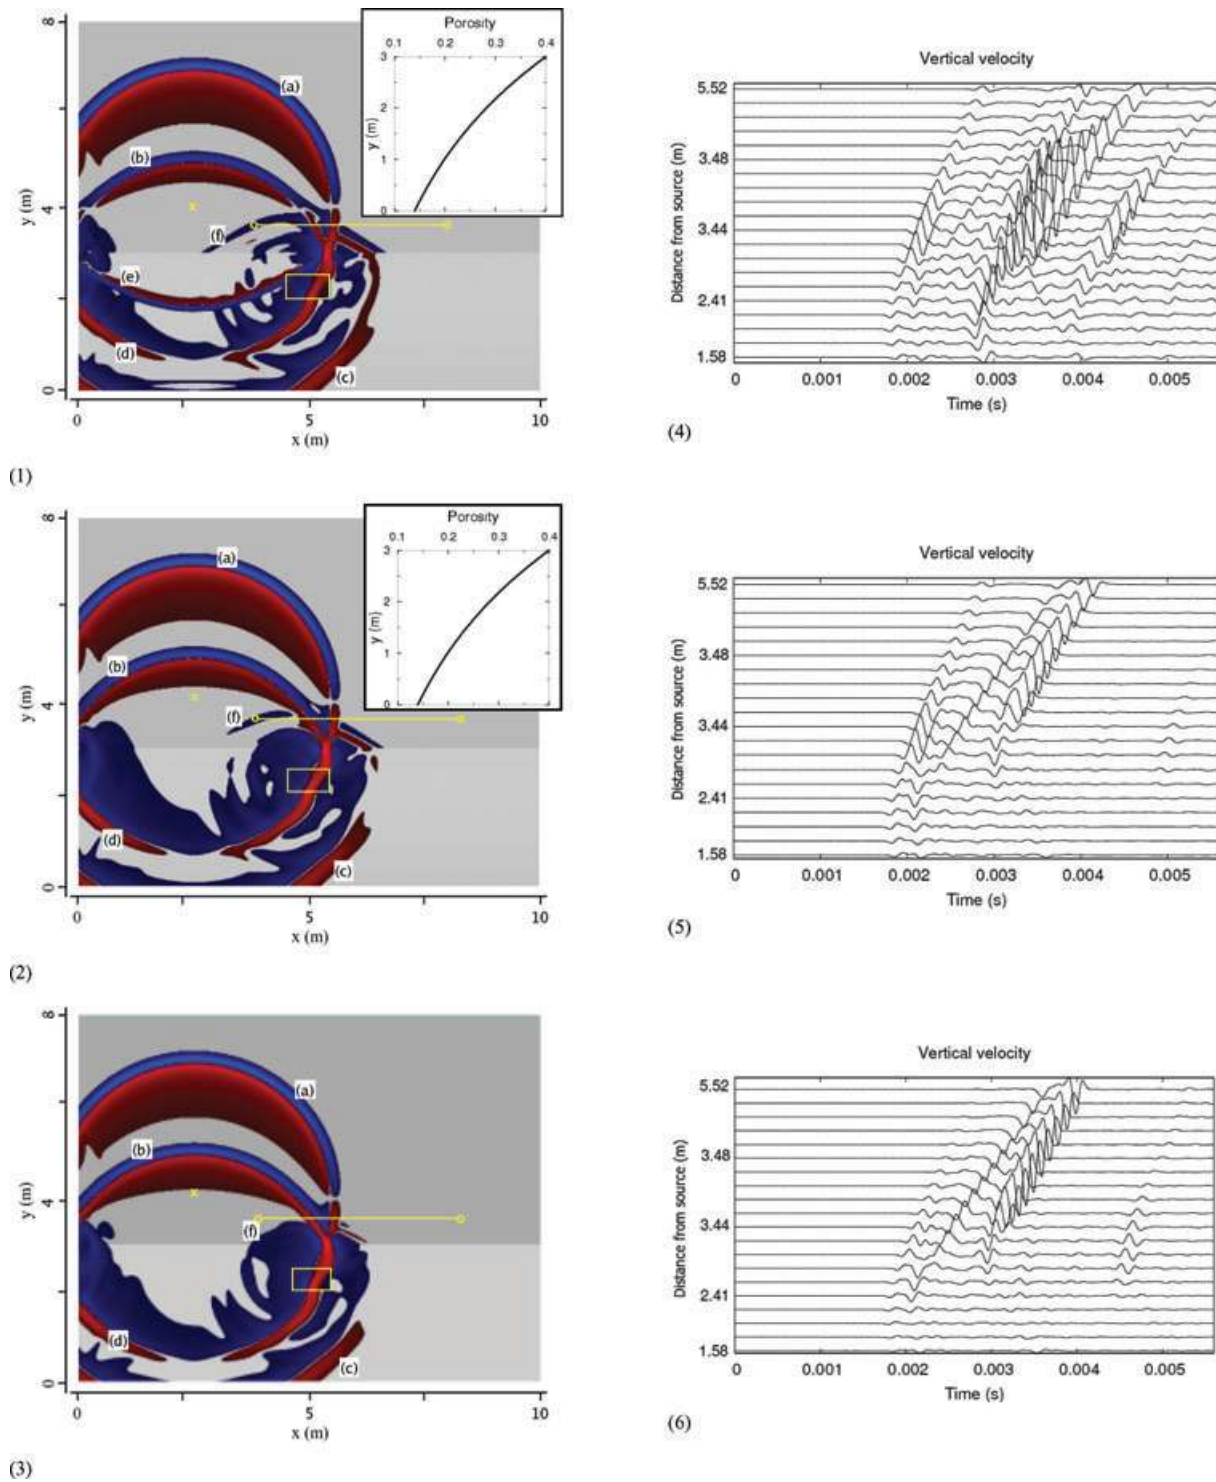 Porosity
0.1 0.2 0.3 0.4
3
2
1
0
y (m)
8
4
0
y (m)
(a)
(b)
x
(f)
(e)
(d)
(c)
0 5 10
x (m)
(1)
Vertical velocity
5.52
3.48
3.44
2.41
1.58
Distance from source (m)
0 0.001 0.002 0.003 0.004 0.005
Time (s)
(4)
Porosity
0.1 0.2 0.3 0.4
3
2
1
0
y (m)
8
4
0
y (m)
(a)
(b)
x
(f)
(d)
(c)
0 5 10
x (m)
(2)
Vertical velocity
5.52
3.48
3.44
2.41
1.58
Distance from source (m)
0 0.001 0.002 0.003 0.004 0.005
Time (s)
(5)
8
4
0
y (m)
(a)
(b)
x
(f)
(d)
(c)
0 5 10
x (m)
(3)
Vertical velocity
5.52
3.48
3.44
2.41
1.58
Distance from source (m)
0 0.001 0.002 0.003 0.004 0.005
Time (s)
(6)